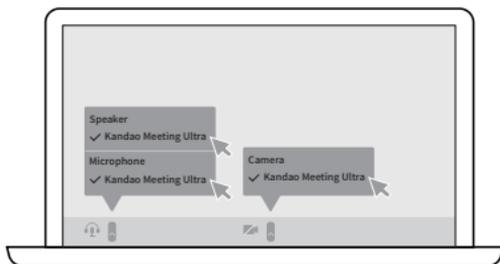 Speaker
✓ Kandao Meeting Ultra
Microphone
✓ Kandao Meeting Ultra
Camera
✓ Kandao Meeting Ultra